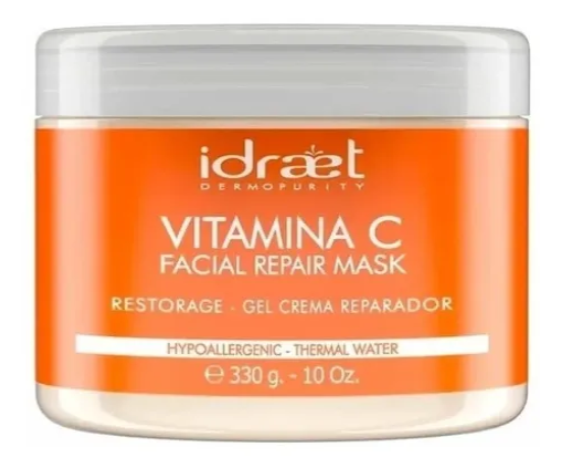 idraet
DERMOPURITY
VITAMINA C
FACIAL REPAIR MASK
RESTORAGE - GEL CREMA REPARADOR
HYPOALLERGENIC - THERMAL WATER
℮ 330 g. - 10 Oz.